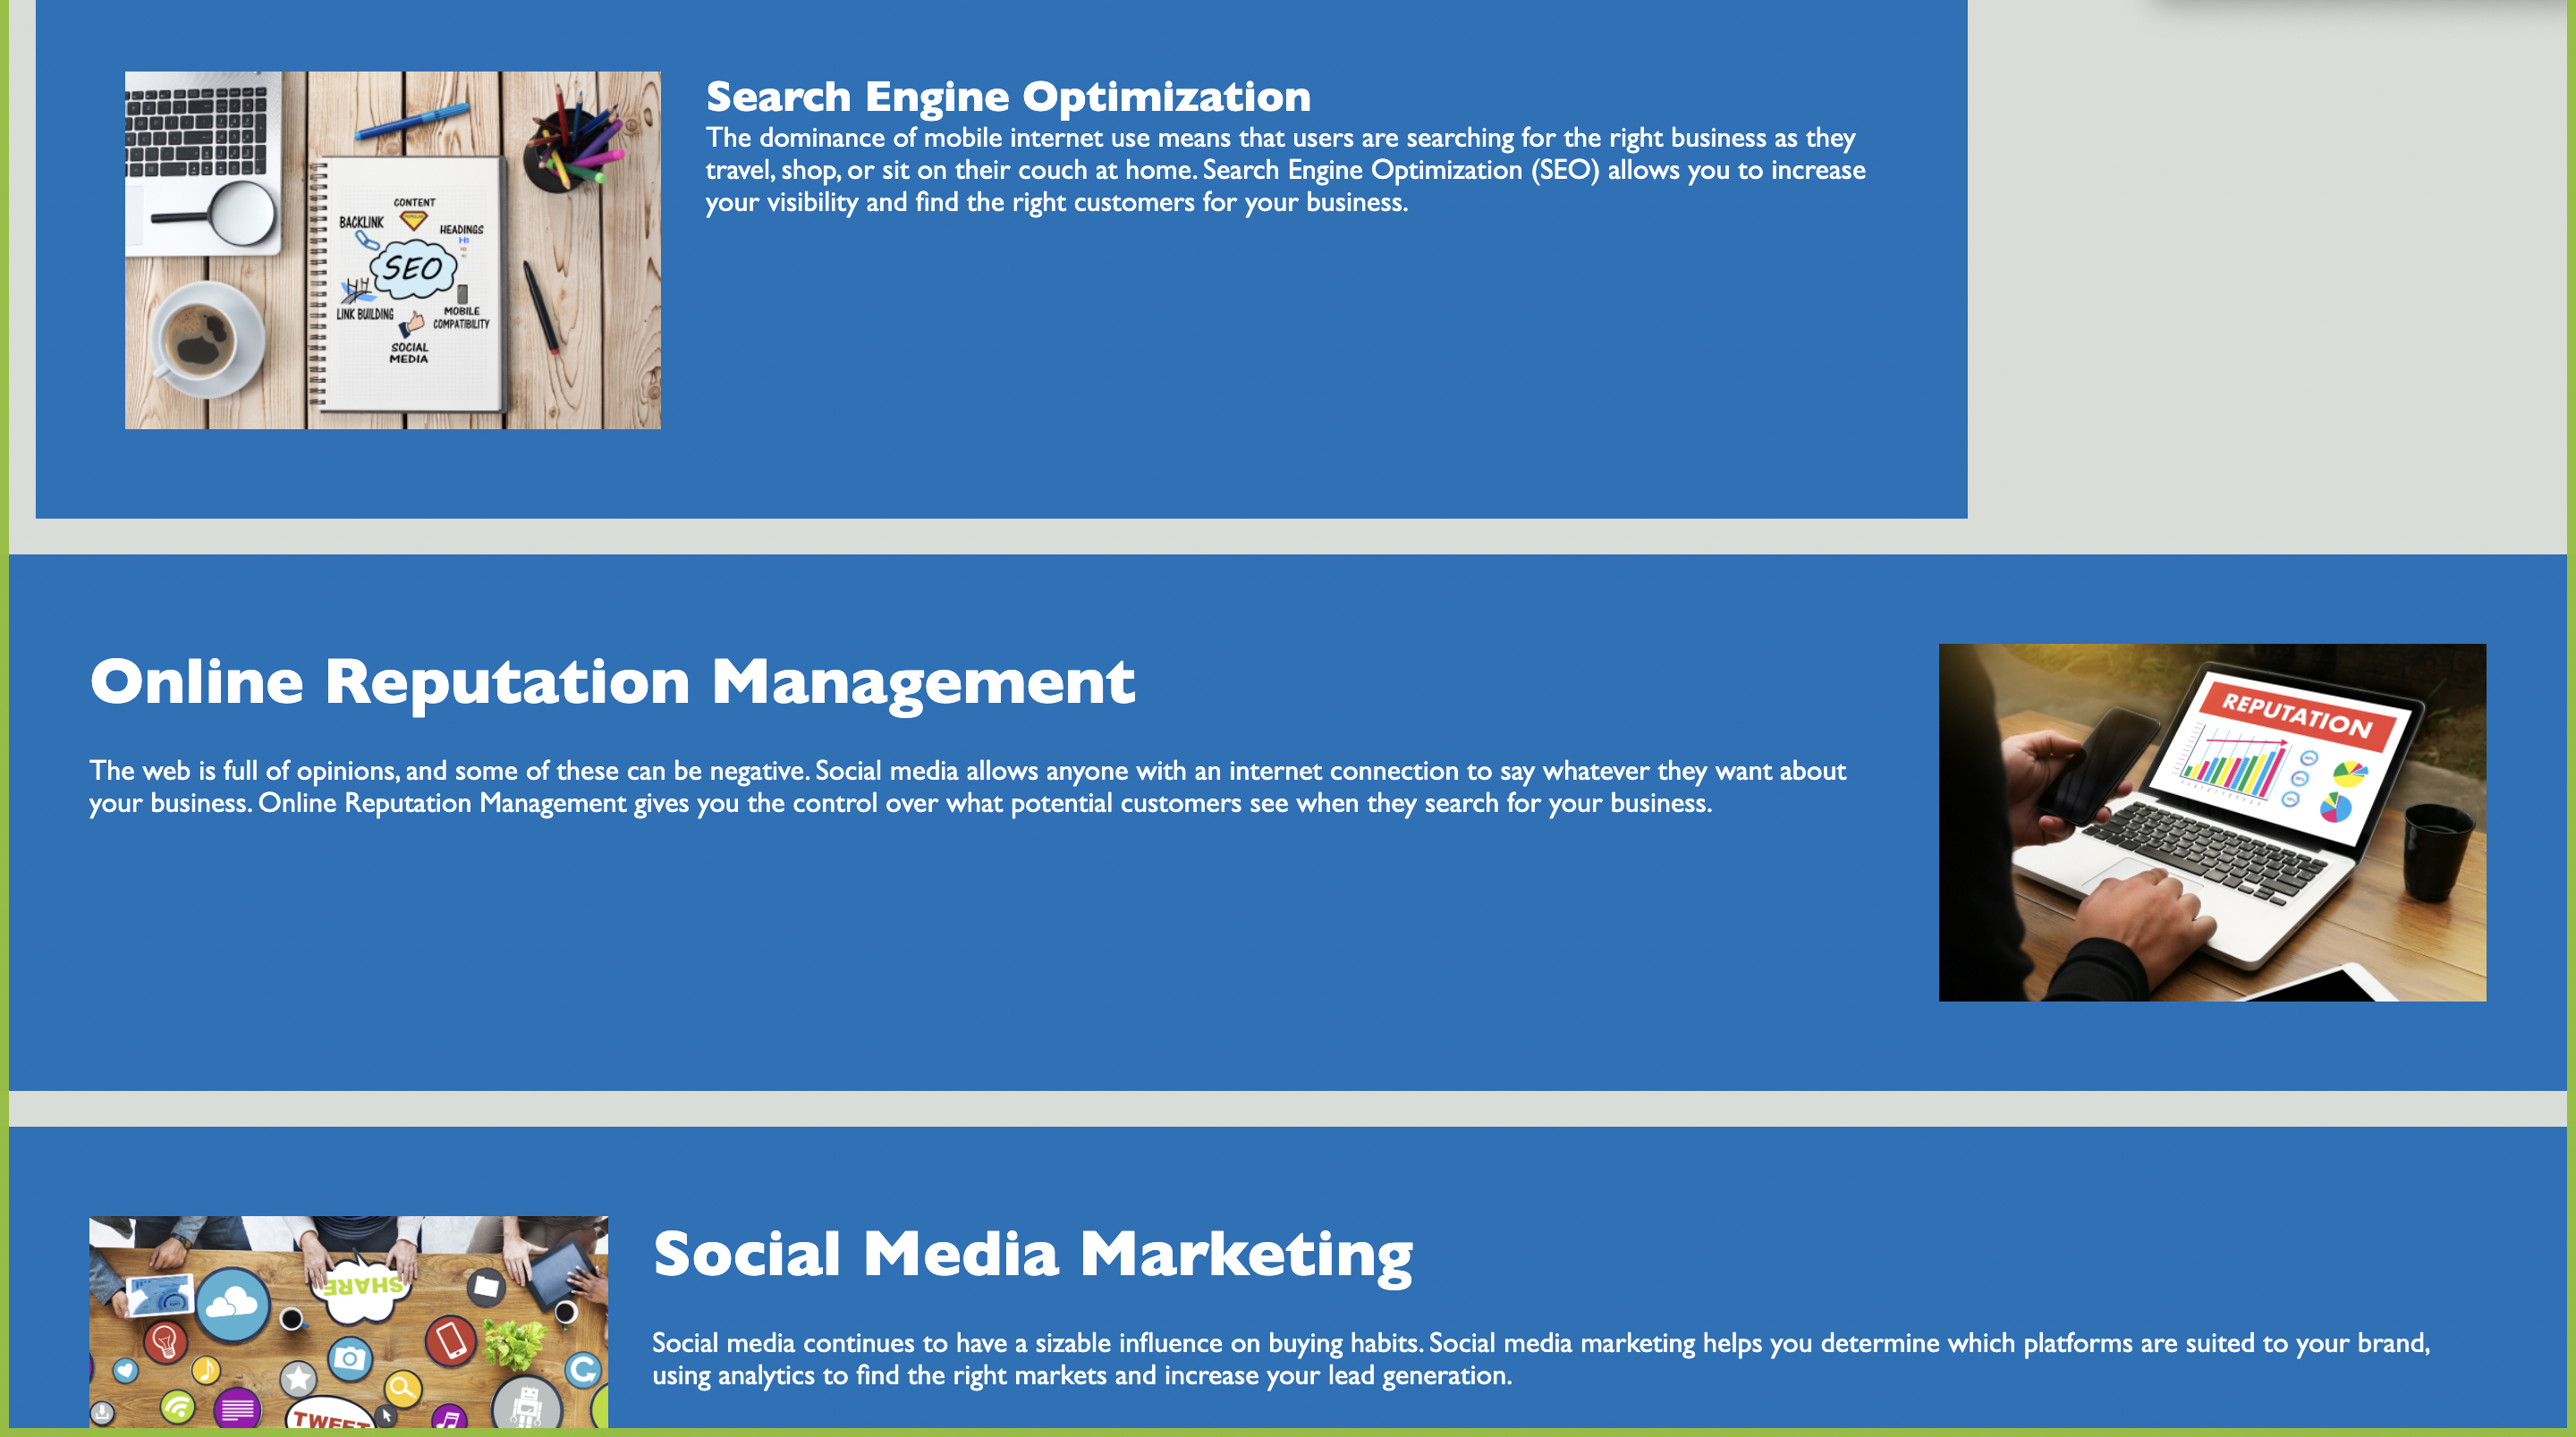 Search Engine Optimization
The dominance of mobile internet use means that users are searching for the right business as they
travel, shop, or sit on their couch at home. Search Engine Optimization (SEO) allows you to increase
your visibility and find the right customers for your business.
CONTENT
BACKLINK
HEADINGS
SEO
LINK BUILDING
MOBILE
COMPATIBILITY
SOCIAL
MEDIA
Online Reputation Management
The web is full of opinions, and some of these can be negative. Social media allows anyone with an internet connection to say whatever they want about
your business. Online Reputation Management gives you the control over what potential customers see when they search for your business.
REPUTATION
Social Media Marketing
Social media continues to have a sizable influence on buying habits. Social media marketing helps you determine which platforms are suited to your brand,
using analytics to find the right markets and increase your lead generation.
SHARE
TWEET